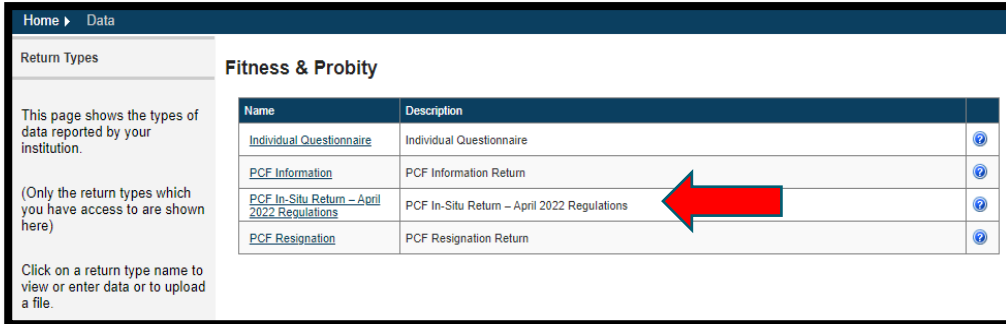 Home Data
Return Types
This page shows the types of
data reported by your
institution.
(Only the return types which
you have access to are shown
here)
Click on a return type name to
view or enter data or to upload
a file.
Fitness & Probity
Name Description
Individual Questionnaire Individual Questionnaire ?
PCF Information PCF Information Return ?
PCF In-Situ Return – April
2022 Regulations PCF In-Situ Return – April 2022 Regulations ?
PCF Resignation PCF Resignation Return ?